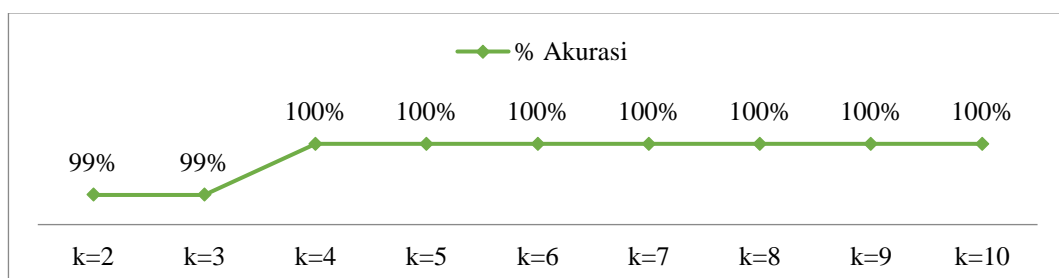 % Akurasi
100% 100% 100% 100% 100% 100% 100%
99% 99%
k=2 k=3 k=4 k=5 k=6 k=7 k=8 k=9 k=10